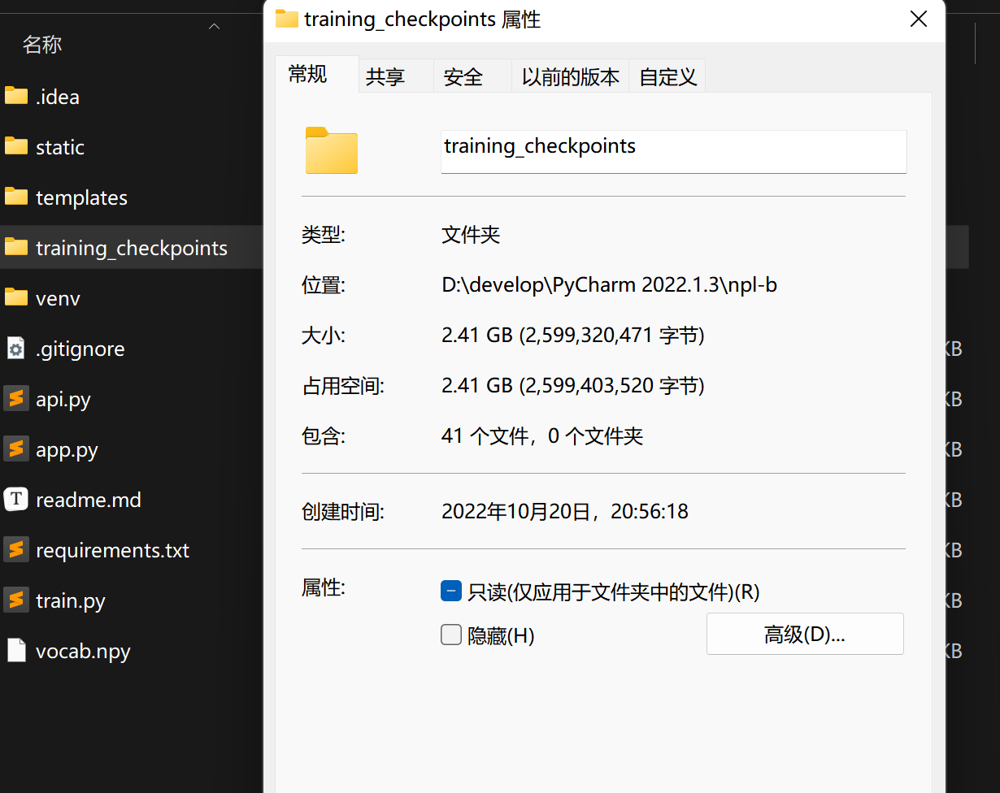 名称
.idea
static
templates
training_checkpoints
venv
.gitignore
api.py
app.py
readme.md
requirements.txt
train.py
vocab.npy
training_checkpoints 属性
常规 共享 安全 以前的版本 自定义
training_checkpoints
类型: 文件夹
位置: D:\develop\PyCharm 2022.1.3\npl-b
大小: 2.41 GB (2,599,320,471 字节)
占用空间: 2.41 GB (2,599,403,520 字节)
包含: 41 个文件，0 个文件夹
创建时间: 2022年10月20日，20:56:18
属性: 只读(仅应用于文件夹中的文件)(R)
隐藏(H) 高级(D)...
KB
KB
KB
KB
KB
KB
KB